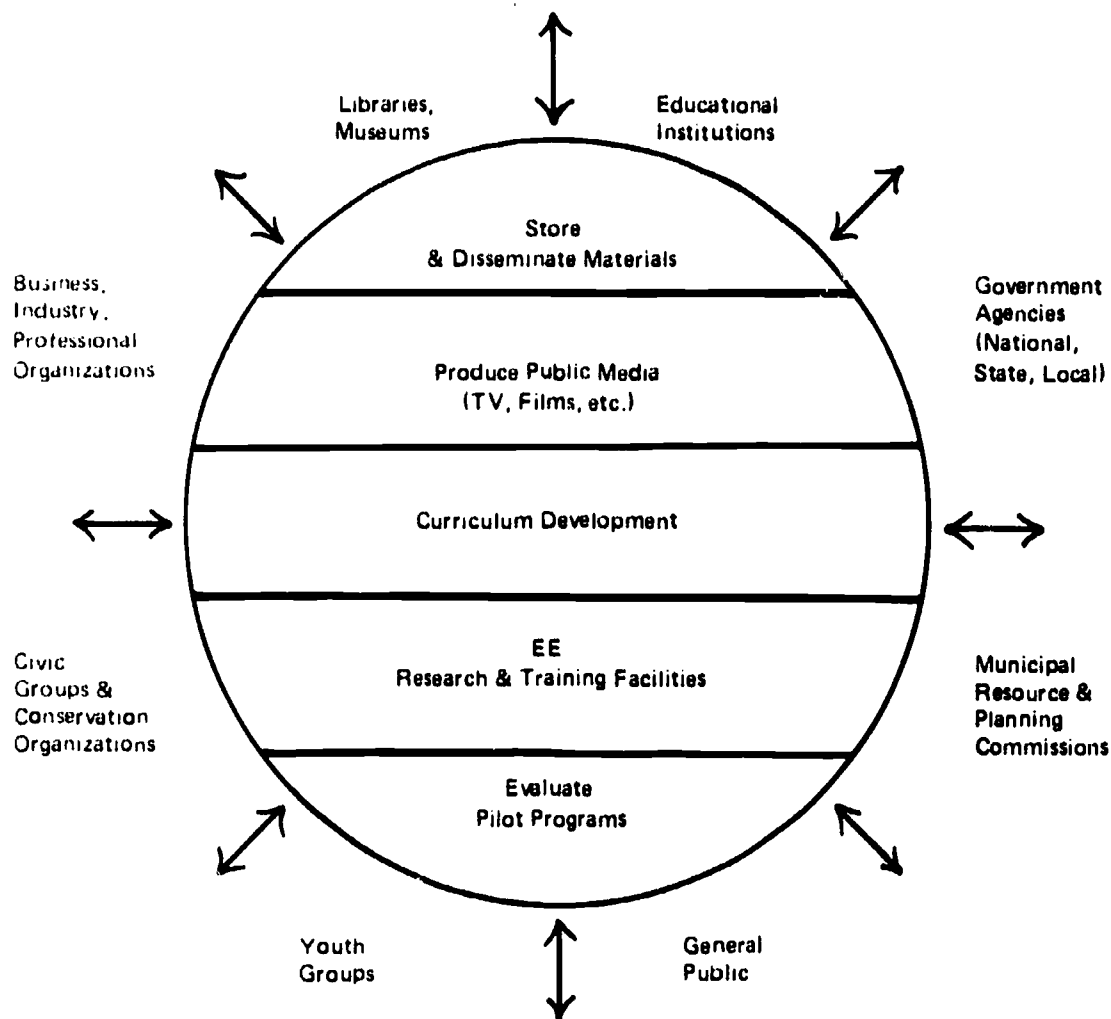 Libraries,
Museums
Educational
Institutions
Store
& Disseminate Materials
Business,
Industry,
Professional
Organizations
Government
Agencies
(National,
State, Local)
Produce Public Media
(TV, Films, etc.)
Curriculum Development
Civic
Groups &
Conservation
Organizations
EE
Research & Training Facilities
Municipal
Resource &
Planning
Commissions
Evaluate
Pilot Programs
Youth
Groups
General
Public